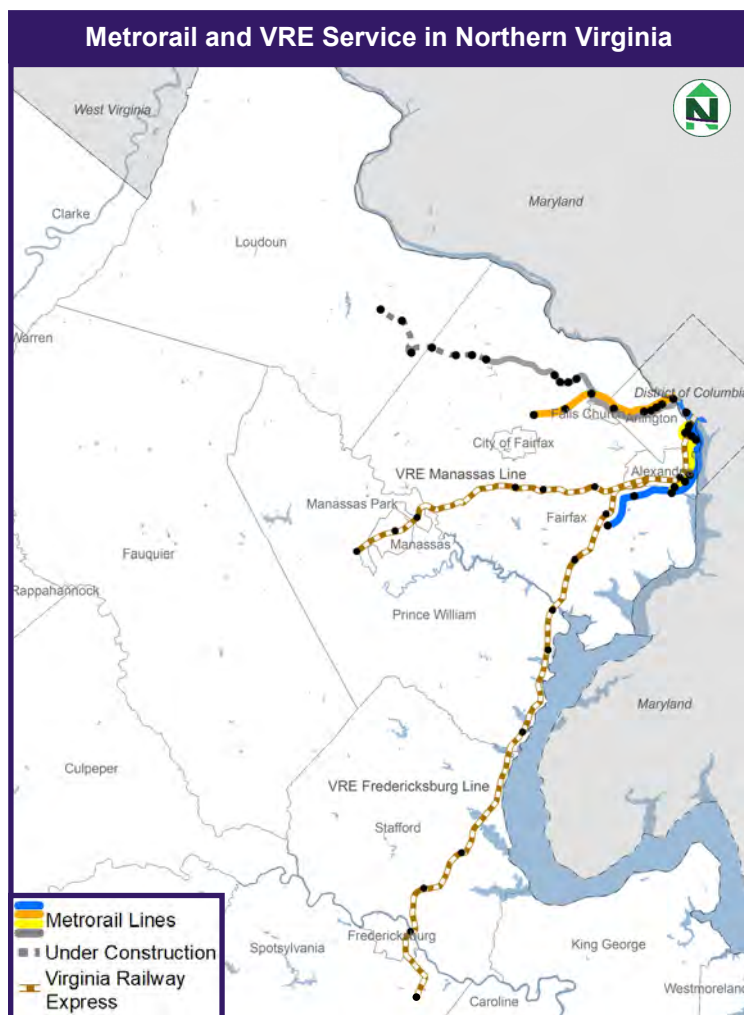 Metrorail and VRE Service in Northern Virginia
West Virginia
N
Maryland
Clarke
Loudoun
Warren
District of Columbia
Falls Church
Arlington
City of Fairfax
VRE Manassas Line
Alexandria
Manassas Park
Fairfax
Manassas
Fauquier
Rappahannock
Prince William
Maryland
Culpeper
VRE Fredericksburg Line
Stafford
Metrorail Lines
Under Construction
Virginia Railway
Express
Spotsylvania
Fredericksburg
King George
Caroline
Westmoreland